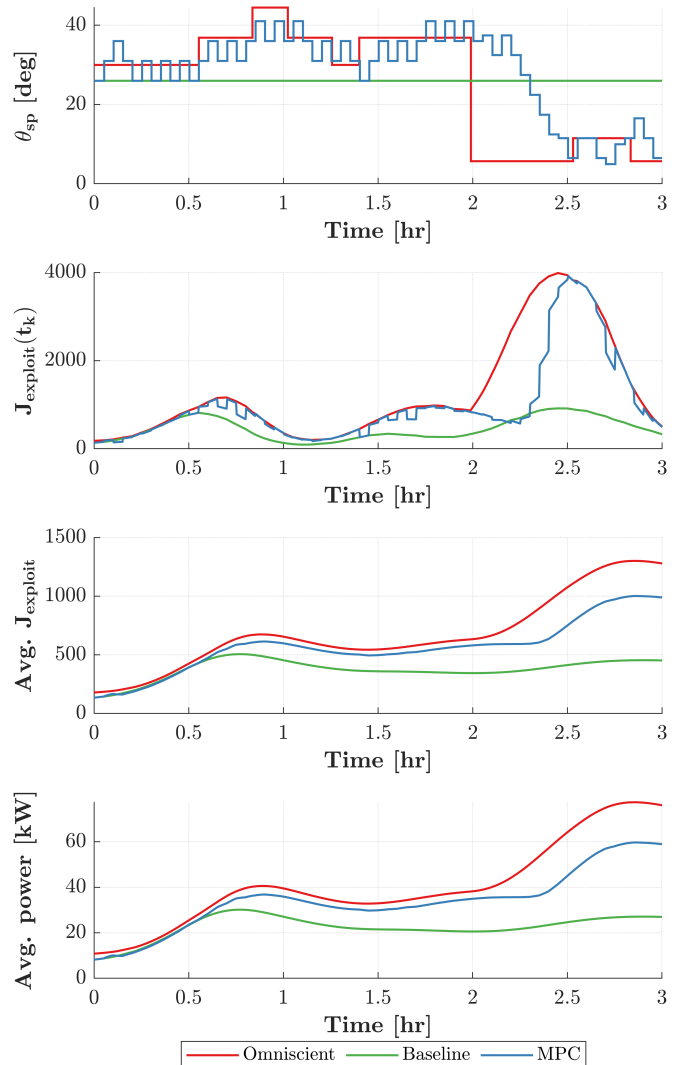 40
20
0
θsp [deg]
0 0.5 1 1.5 2 2.5 3
Time [hr]
4000
2000
0
Jexploit(tk)
0 0.5 1 1.5 2 2.5 3
Time [hr]
1500
1000
500
0
Avg. Jexploit
0 0.5 1 1.5 2 2.5 3
Time [hr]
60
40
20
0
Avg. power [kW]
0 0.5 1 1.5 2 2.5 3
Time [hr]
Omniscient Baseline MPC